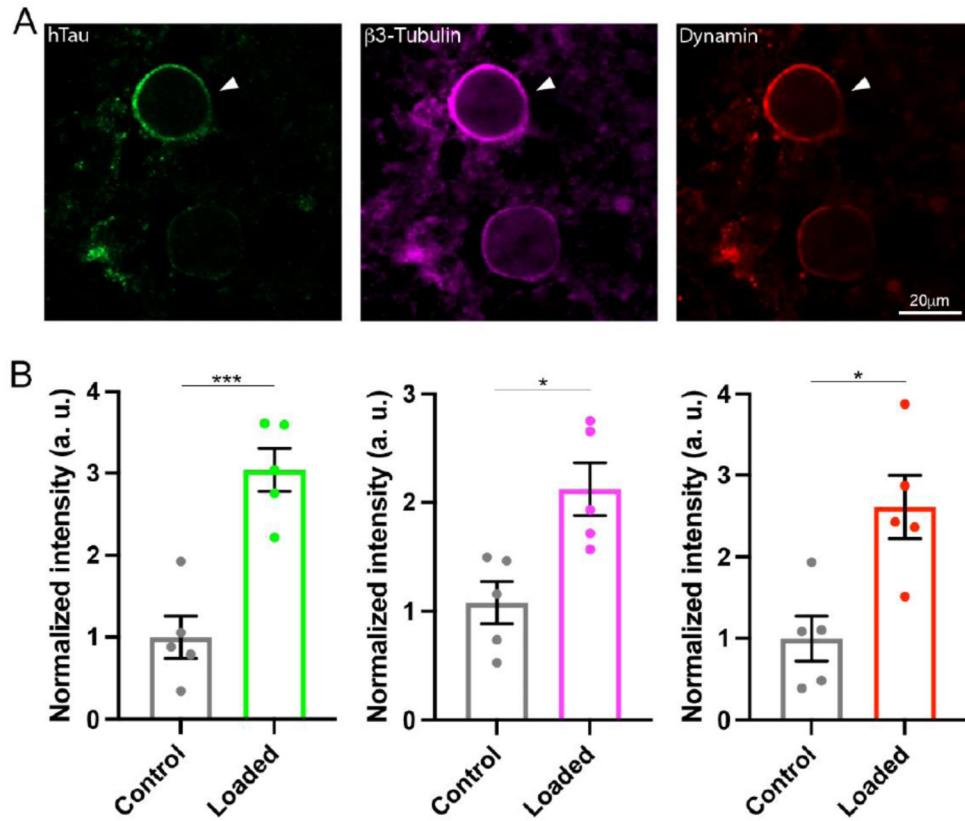 A
hTau
β3-Tubulin
Dynamin
20μm
B
Normalized intensity (a. u.)
4
3
2
1
0
***
Control
Loaded
Normalized intensity (a. u.)
3
2
1
0
*
Control
Loaded
Normalized intensity (a. u.)
4
3
2
1
0
*
Control
Loaded